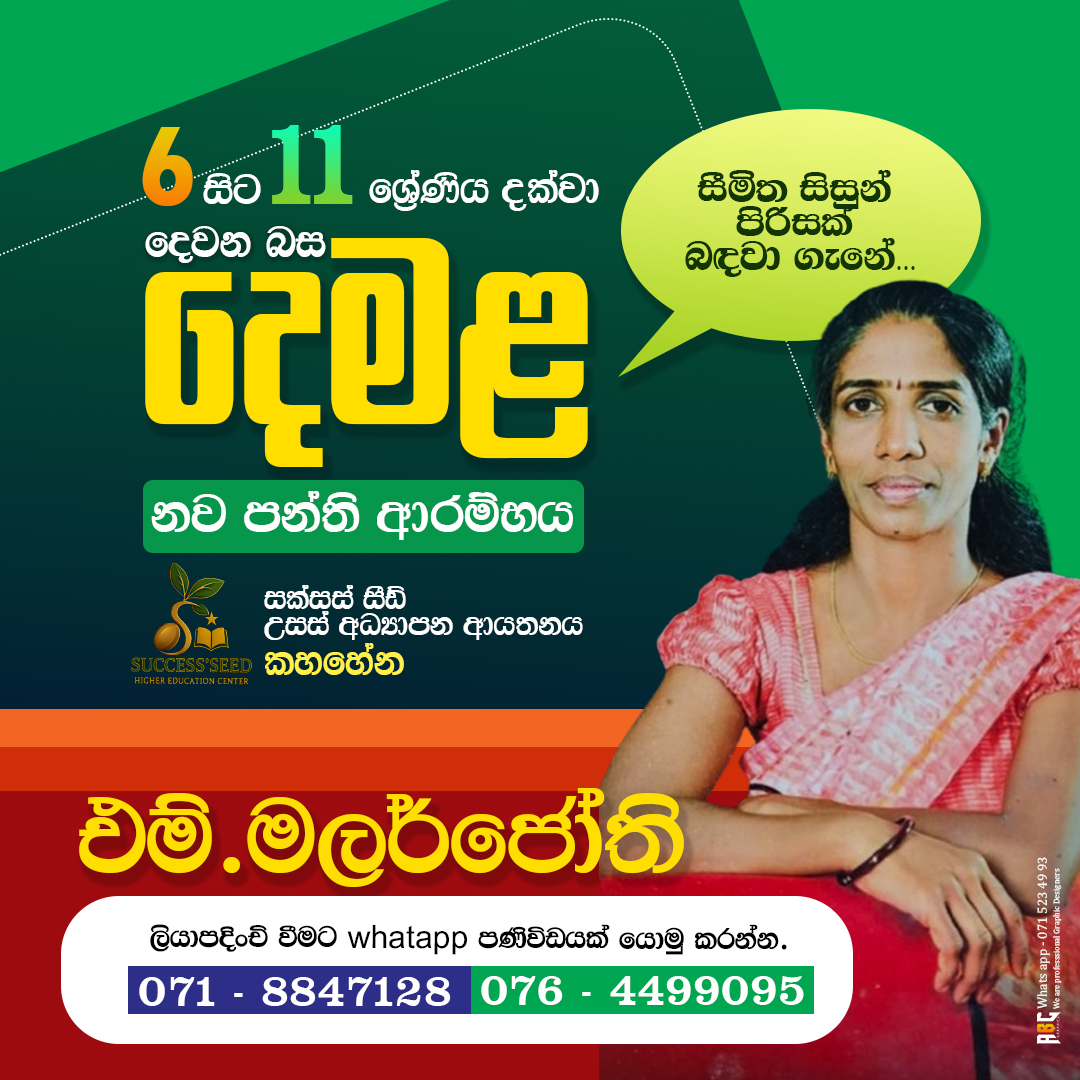 6 සිට 11 ශ්‍රේණිය දක්වා
දෙවන බස
දෙමළ
නව පන්ති ආරම්භය
සීමිත සිසුන්
පිරිසක්
බඳවා ගැනේ...
SUCCESS'SEED
HIGHER EDUCATION CENTER
සක්සස් සීඩ්
උසස් අධ්‍යාපන ආයතනය
කහහේන
එම්.මලර්ජෝති
ලියාපදිංචි වීමට whatapp පණිවිඩයක් යොමු කරන්න.
071 - 8847128 076 - 4499095
ABC Whats app - 071 523 49 93
We are professsional Graphic Designers